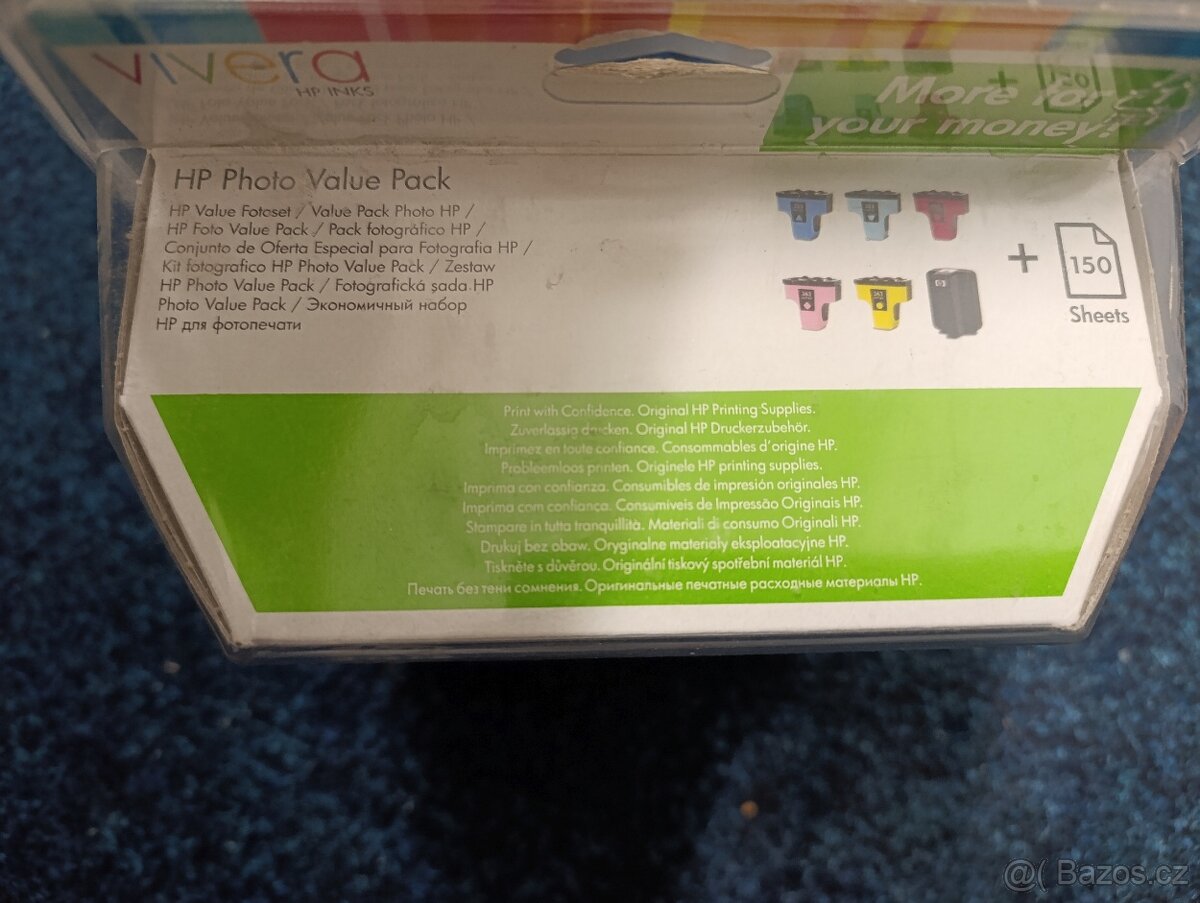 vivera
HP INKS
More for
your money!
+
150
HP Photo Value Pack
HP Value Fotoset / Value Pack Photo HP /
HP Foto Value Pack / Pack fotográfico HP /
Conjunto de Oferta Especial para Fotografia HP /
Kit fotografico HP Photo Value Pack / Zestaw
HP Photo Value Pack / Fotografická sada HP
Photo Value Pack / Экономичный набор
HP для фотопечати
363
+
150
Sheets
Print with Confidence. Original HP Printing Supplies.
Zuverlässig drucken. Original HP Druckerzubehör.
Imprimez en toute confiance. Consommables d'origine HP.
Probleemloos printen. Originele HP printing supplies.
Imprima con confianza. Consumibles de impresión originales HP.
Imprima com confiança. Consumíveis de Impressão Originais HP.
Stampare in tutta tranquillità. Materiali di consumo Originali HP.
Drukuj bez obaw. Oryginalne materiały eksploatacyjne HP.
Tiskněte s důvěrou. Originální tiskový spotřební materiál HP.
Печать без тени сомнения. Оригинальные печатные расходные материалы HP.
@( Bazos.cz